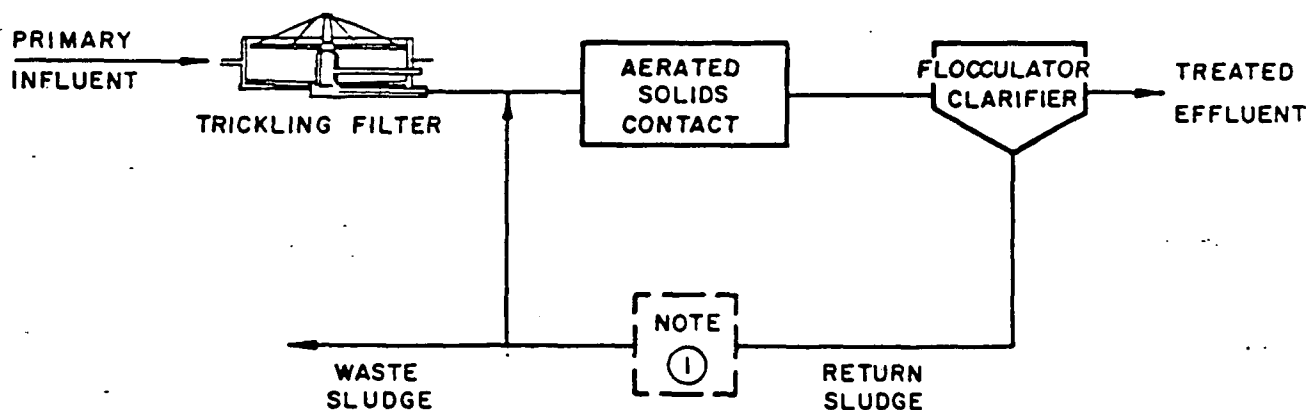 PRIMARY
INFLUENT
TRICKLING FILTER
AERATED
SOLIDS
CONTACT
FLOCCULATOR
CLARIFIER
TREATED
EFFLUENT
NOTE
1
WASTE
SLUDGE
RETURN
SLUDGE